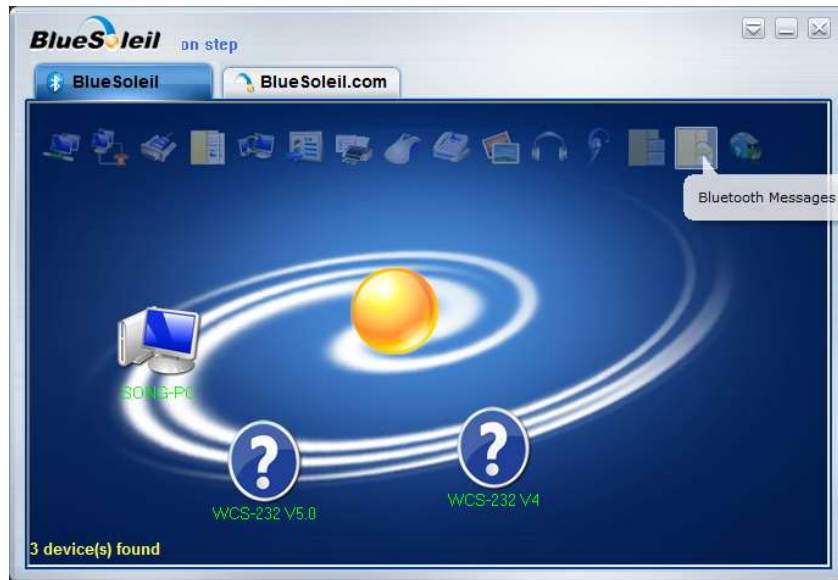 BlueSoleil on step
BlueSoleil
BlueSoleil.com
Bluetooth Messages
SONG-PC
WCS-232 V5.0
WCS-232 V4
3 device(s) found